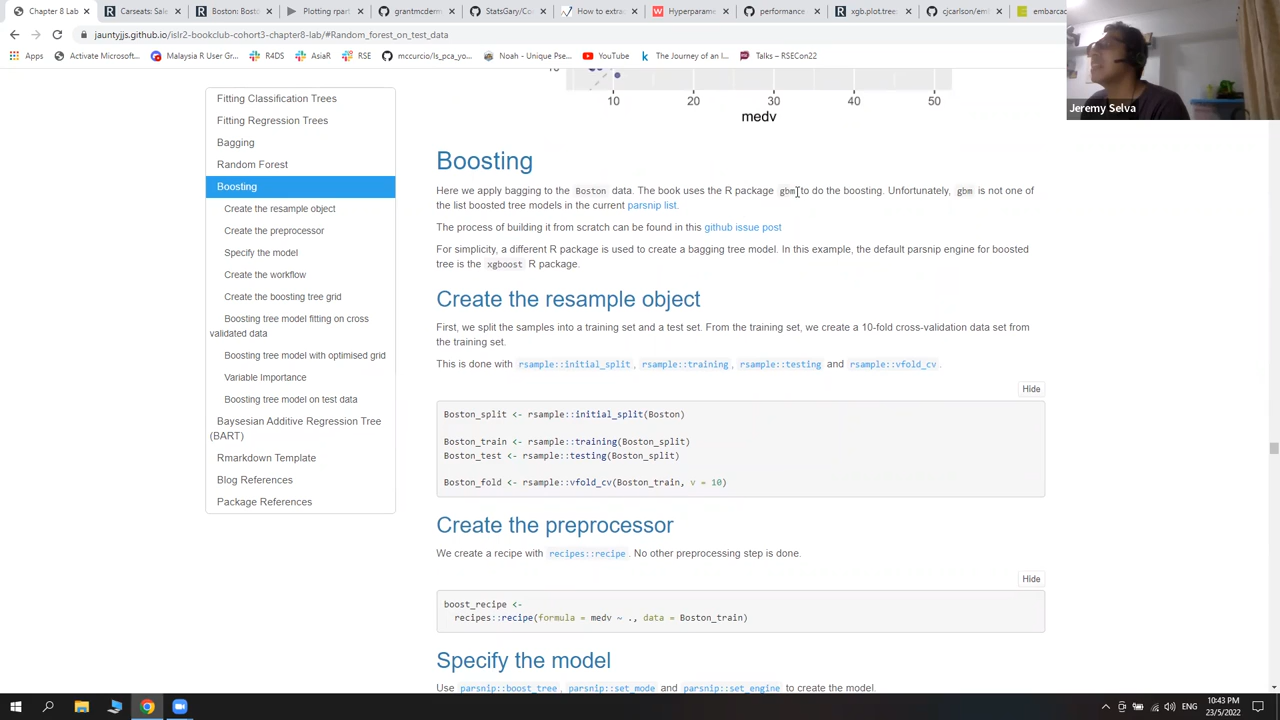 Chapter 8 Lab
Carseats: Sale
Boston: Bosto
Plotting rpart
grantmcderm
StatsGary/Co
How to extrac
Hyperparame
performance
xgb.plot.trees
cjcarlson/emb
embarcad
jauntyjjs.github.io/islr2-bookclub-cohort3-chapter8-lab/#Random_forest_on_test_data
Apps
Activate Microsoft...
Malaysia R User Gr...
R4DS
AsiaR
RSE
mccurcio/Is_pca_yo...
Noah - Unique Pse...
YouTube
The Journey of an I...
Talks – RSECon22
Jeremy Selva
Fitting Classification Trees
Fitting Regression Trees
Bagging
Random Forest
Boosting
Create the resample object
Create the preprocessor
Specify the model
Create the workflow
Create the boosting tree grid
Boosting tree model fitting on cross
validated data
Boosting tree model with optimised grid
Variable Importance
Boosting tree model on test data
Baysesian Additive Regression Tree
(BART)
Rmarkdown Template
Blog References
Package References
10 20 30 40 50
medv
Boosting
Here we apply bagging to the Boston data. The book uses the R package gbm to do the boosting. Unfortunately, gbm is not one of
the list boosted tree models in the current parsnip list.
The process of building it from scratch can be found in this github issue post
For simplicity, a different R package is used to create a bagging tree model. In this example, the default parsnip engine for boosted
tree is the xgboost R package.
Create the resample object
First, we split the samples into a training set and a test set. From the training set, we create a 10-fold cross-validation data set from
the training set.
This is done with rsample::initial_split, rsample::training, rsample::testing and rsample::vfold_cv.
Hide
Boston_split <- rsample::initial_split(Boston)
Boston_train <- rsample::training(Boston_split)
Boston_test <- rsample::testing(Boston_split)
Boston_fold <- rsample::vfold_cv(Boston_train, v = 10)
Create the preprocessor
We create a recipe with recipes::recipe. No other preprocessing step is done.
Hide
boost_recipe <-
recipes::recipe(formula = medv ~ ., data = Boston_train)
Specify the model
Use parsnip::boost_tree, parsnip::set_mode and parsnip::set_engine to create the model.
ENG
10:43 PM
23/5/2022